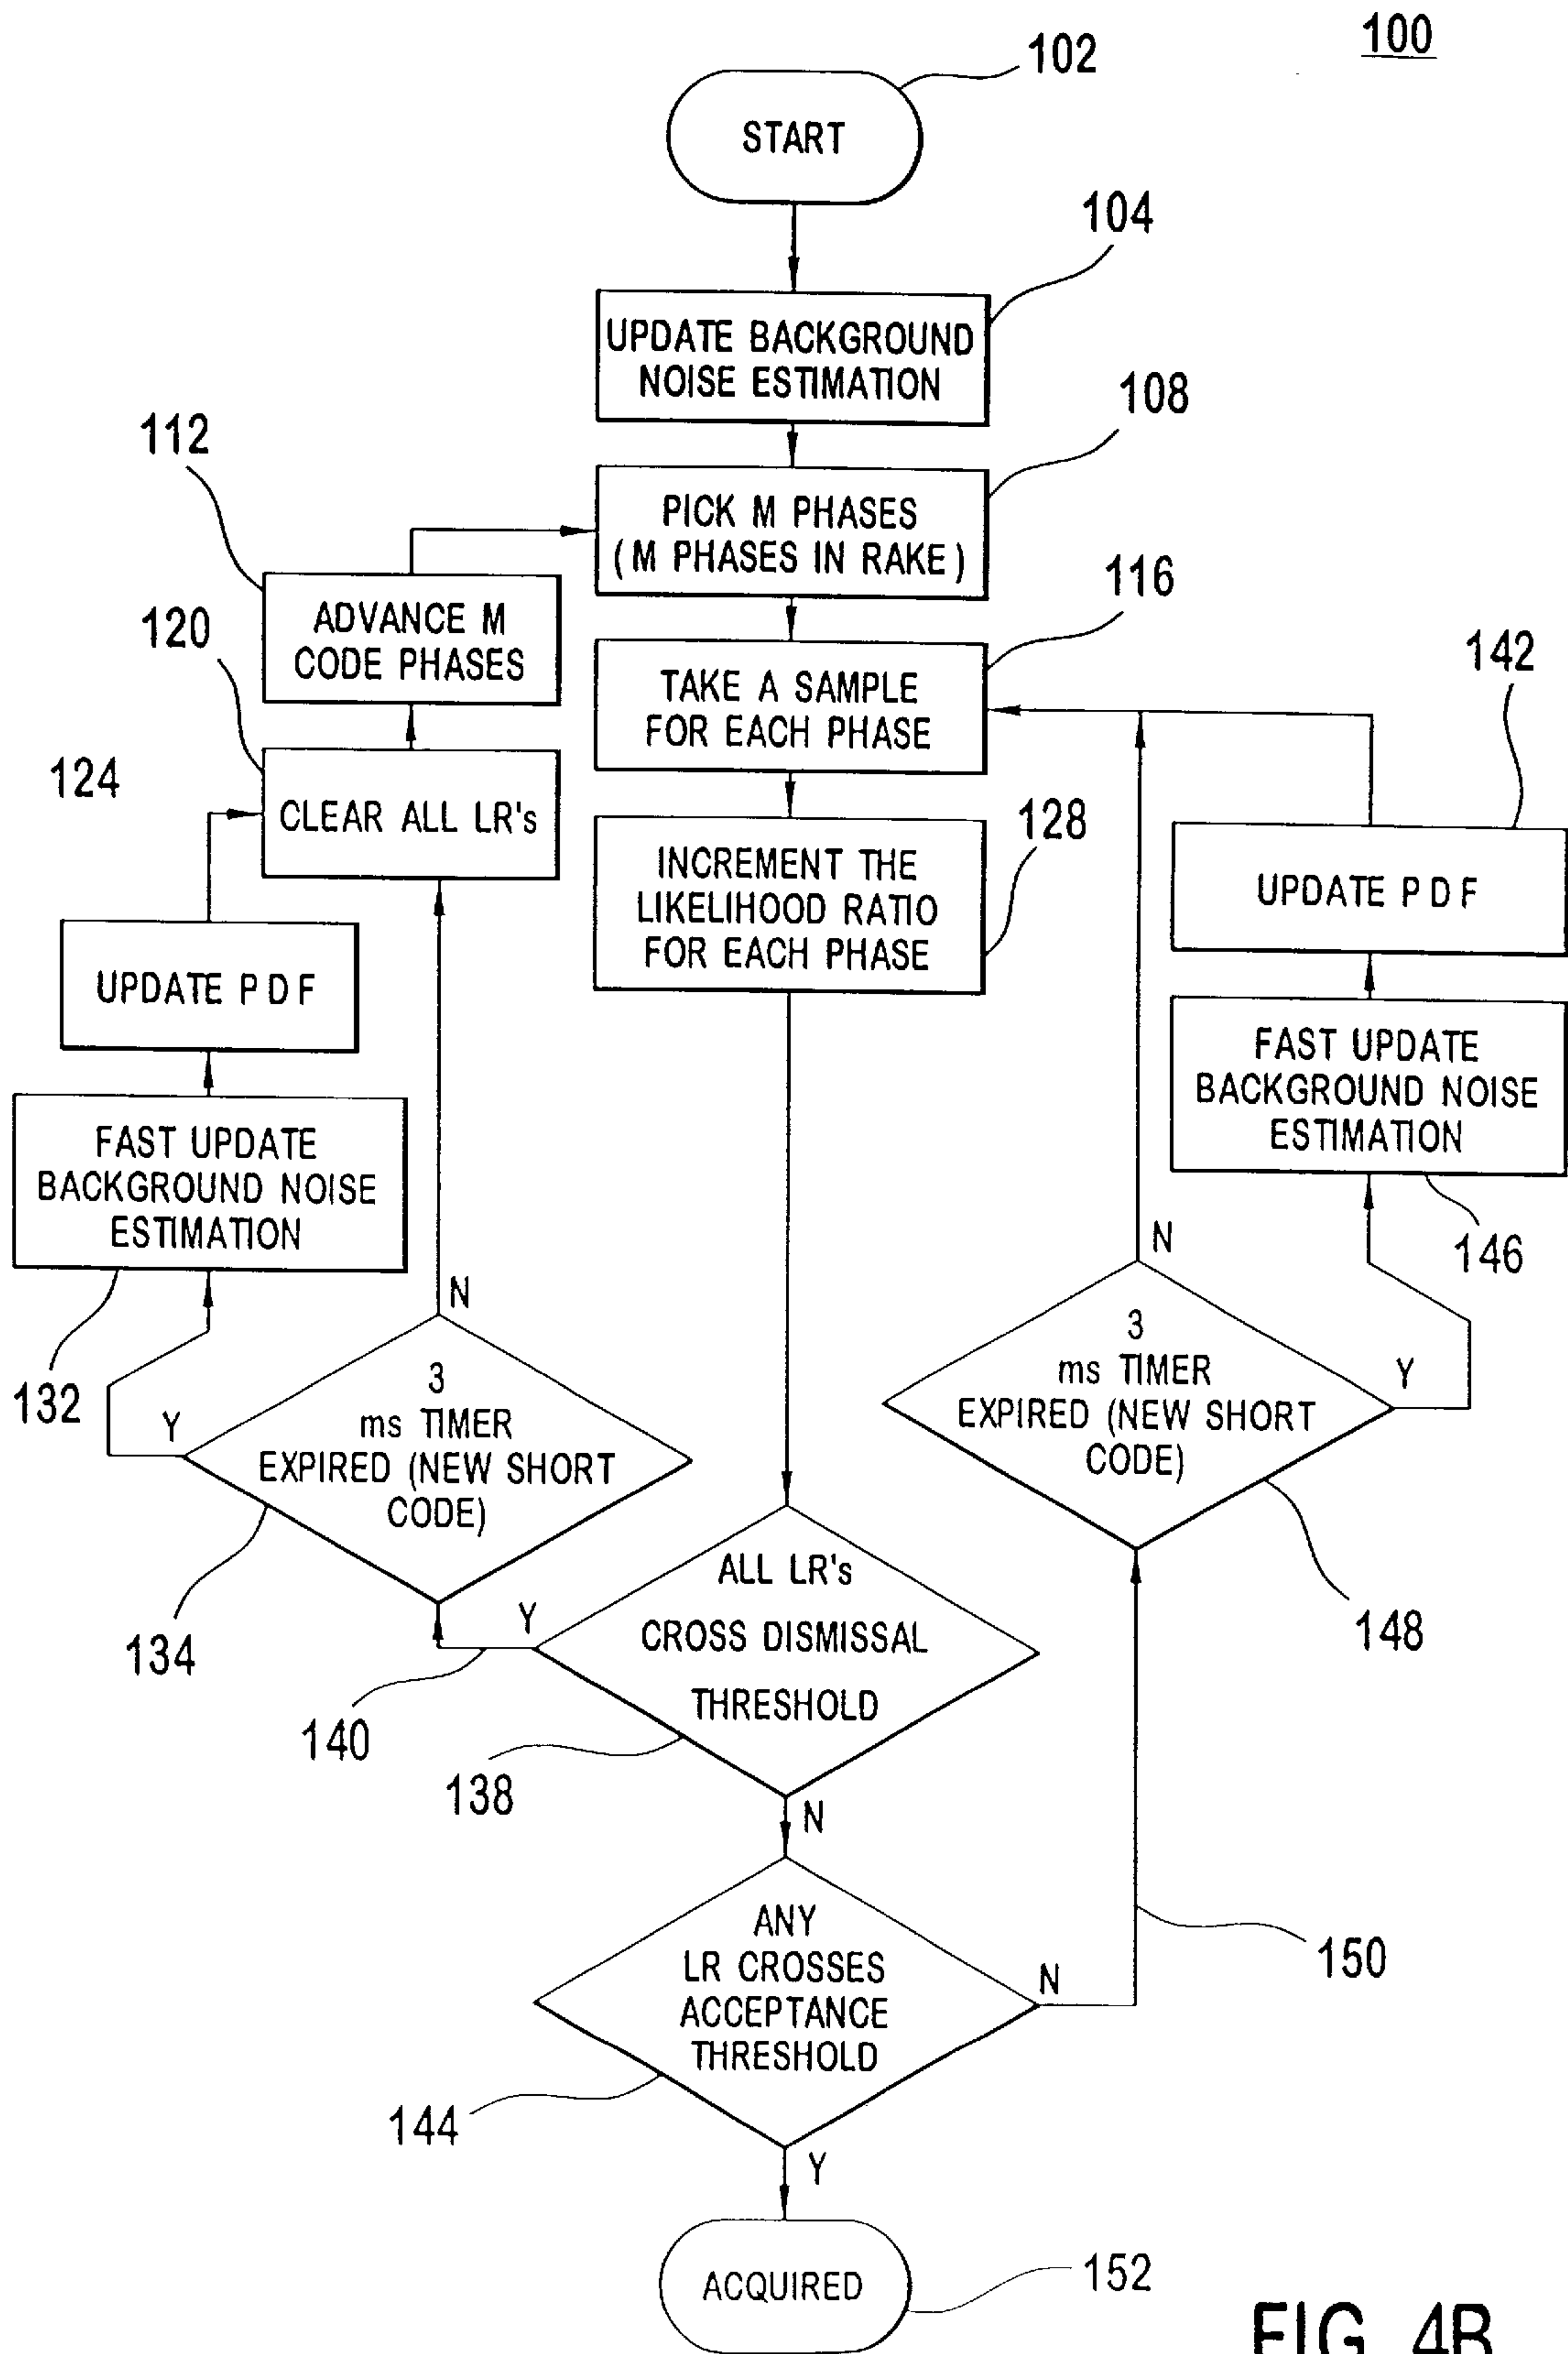 100
102
START
104
UPDATE BACKGROUND
NOISE ESTIMATION
108
112
PICK M PHASES
(M PHASES IN RAKE)
116
ADVANCE M
CODE PHASES
120
TAKE A SAMPLE
FOR EACH PHASE
142
124
CLEAR ALL LR's
128
INCREMENT THE
LIKELIHOOD RATIO
FOR EACH PHASE
UPDATE PDF
UPDATE PDF
FAST UPDATE
BACKGROUND NOISE
ESTIMATION
146
FAST UPDATE
BACKGROUND NOISE
ESTIMATION
132
N
3
ms TIMER
EXPIRED (NEW SHORT
CODE)
Y
134
N
3
ms TIMER
EXPIRED (NEW SHORT
CODE)
Y
148
ALL LR's
CROSS DISMISSAL
THRESHOLD
Y
140
138
N
ANY
LR CROSSES
ACCEPTANCE
THRESHOLD
N
150
144
Y
ACQUIRED
152
FIG. 4B